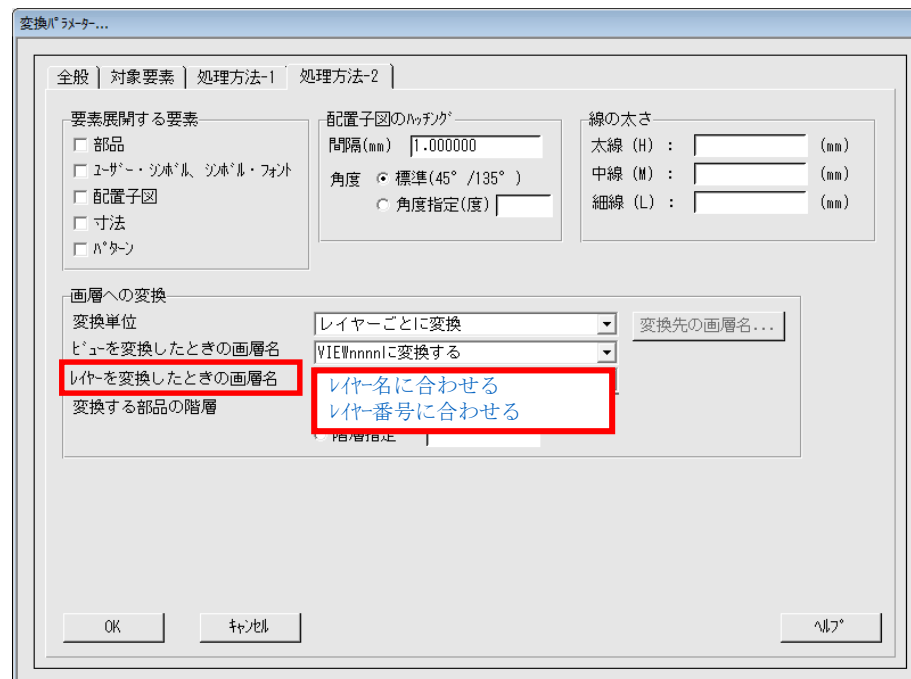 変換ﾊﾟﾗﾒｰﾀｰ...
全般 対象要素 処理方法-1 処理方法-2
要素展開する要素
部品
ﾕｰｻﾞｰ・ｼﾝﾎﾞﾙ、ｼﾝﾎﾞﾙ・ﾌｫﾝﾄ
配置子図
寸法
ﾊﾟﾀｰﾝ
配置子図のﾊｯﾁﾝｸﾞ
間隔(mm) 1.000000
角度 標準(45°/135°)
角度指定(度)
線の太さ
太線 (H) : (mm)
中線 (M) : (mm)
細線 (L) : (mm)
画層への変換
変換単位 レイヤーごとに変換 変換先の画層名...
ﾋﾞｭｰを変換したときの画層名 VIEWnnnnに変換する
ﾚｲﾔｰを変換したときの画層名
ﾚｲﾔｰ名に合わせる
ﾚｲﾔｰ番号に合わせる
変換する部品の階層
階層指定
OK ｷｬﾝｾﾙ ﾍﾙﾌﾟ